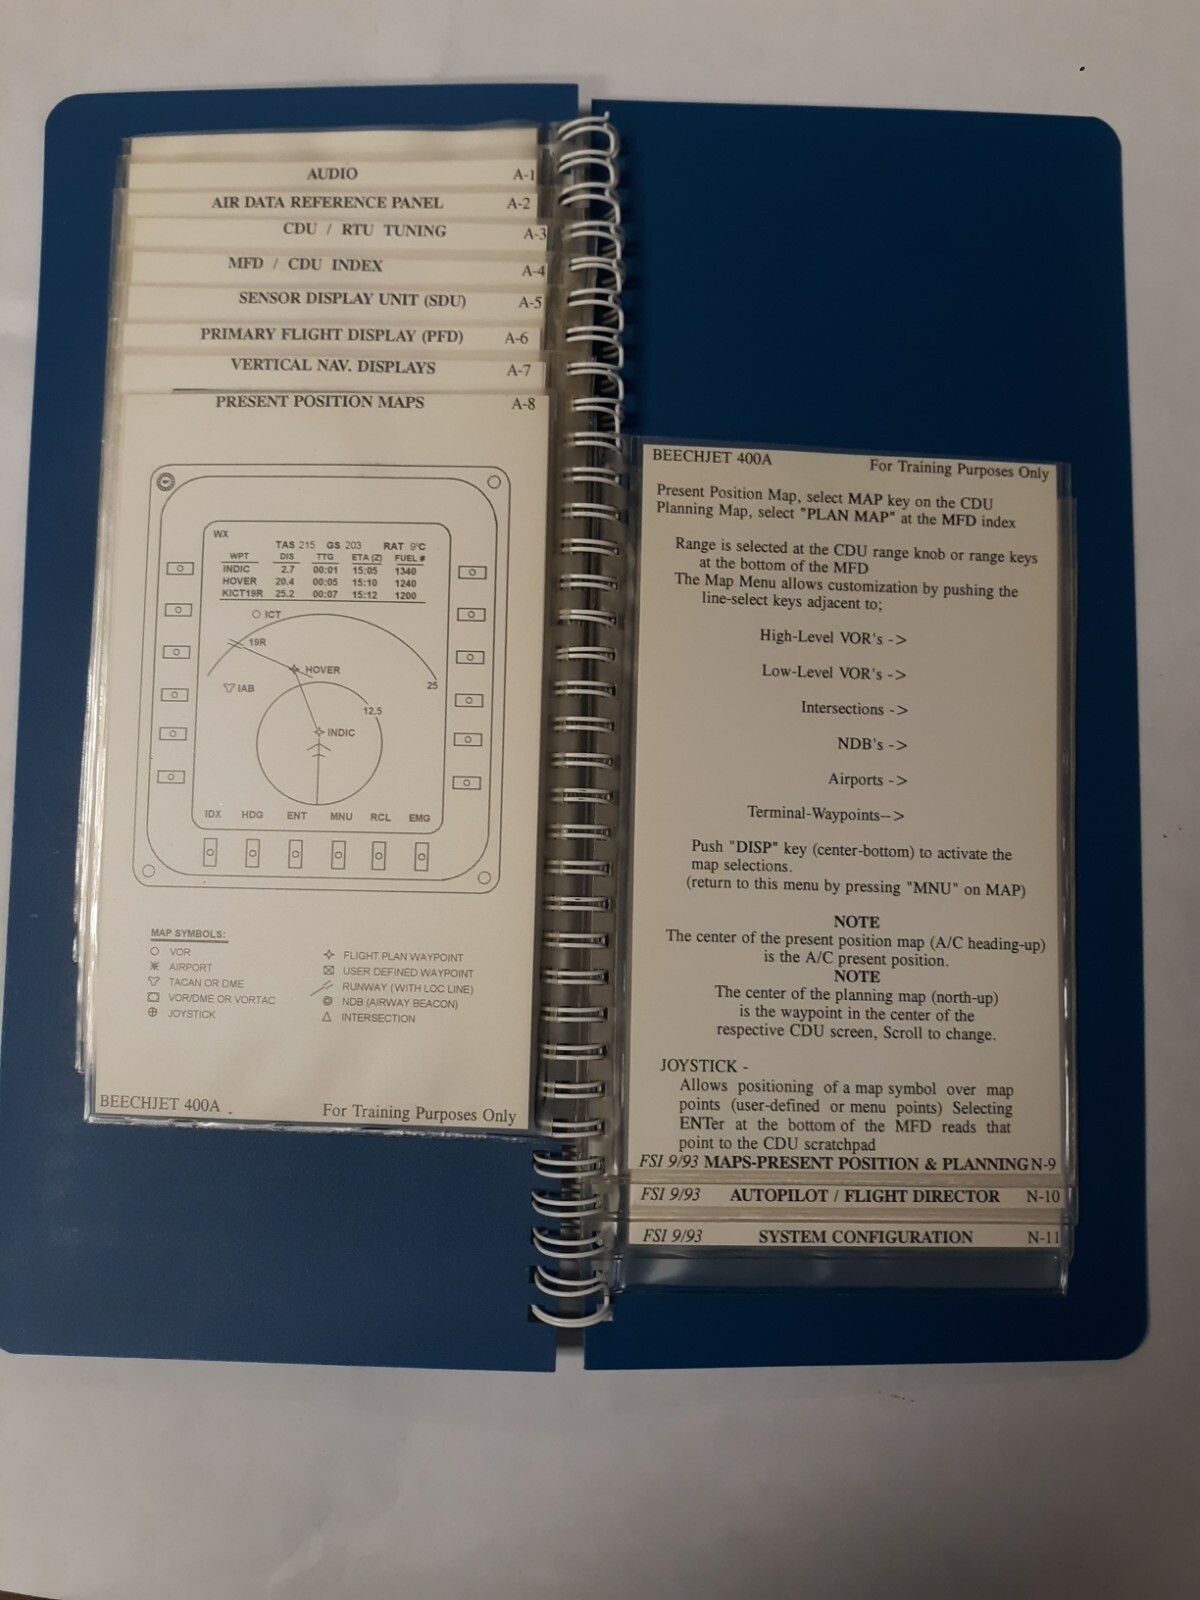 AUDIO A-1
AIR DATA REFERENCE PANEL A-2
CDU / RTU TUNING A-3
MFD / CDU INDEX A-4
SENSOR DISPLAY UNIT (SDU) A-5
PRIMARY FLIGHT DISPLAY (PFD) A-6
VERTICAL NAV. DISPLAYS A-7
PRESENT POSITION MAPS A-8
WX
TAS 215 GS 203 RAT 9°C
WPT DIS TTG ETA (Z) FUEL #
INDIC 2.7 00:01 15:05 1340
HOVER 20.4 00:05 15:10 1240
KICT19R 25.2 00:07 15:12 1200
ICT
19R
HOVER
IAB
25
12.5
INDIC
IDX HDG ENT MNU RCL EMG
MAP SYMBOLS:
VOR
AIRPORT
TACAN OR DME
VOR/DME OR VORTAC
JOYSTICK
FLIGHT PLAN WAYPOINT
USER DEFINED WAYPOINT
RUNWAY (WITH LOC LINE)
NDB (AIRWAY BEACON)
INTERSECTION
BEECHJET 400A For Training Purposes Only
BEECHJET 400A For Training Purposes Only
Present Position Map, select MAP key on the CDU
Planning Map, select "PLAN MAP" at the MFD index
Range is selected at the CDU range knob or range keys
at the bottom of the MFD
The Map Menu allows customization by pushing the
line-select keys adjacent to;
High-Level VOR's ->
Low-Level VOR's ->
Intersections ->
NDB's ->
Airports ->
Terminal-Waypoints-->
Push "DISP" key (center-bottom) to activate the
map selections.
(return to this menu by pressing "MNU" on MAP)
NOTE
The center of the present position map (A/C heading-up)
is the A/C present position.
NOTE
The center of the planning map (north-up)
is the waypoint in the center of the
respective CDU screen, Scroll to change.
JOYSTICK -
Allows positioning of a map symbol over map
points (user-defined or menu points) Selecting
ENTer at the bottom of the MFD reads that
point to the CDU scratchpad
FSI 9/93 MAPS-PRESENT POSITION & PLANNING N-9
FSI 9/93 AUTOPILOT / FLIGHT DIRECTOR N-10
FSI 9/93 SYSTEM CONFIGURATION N-11